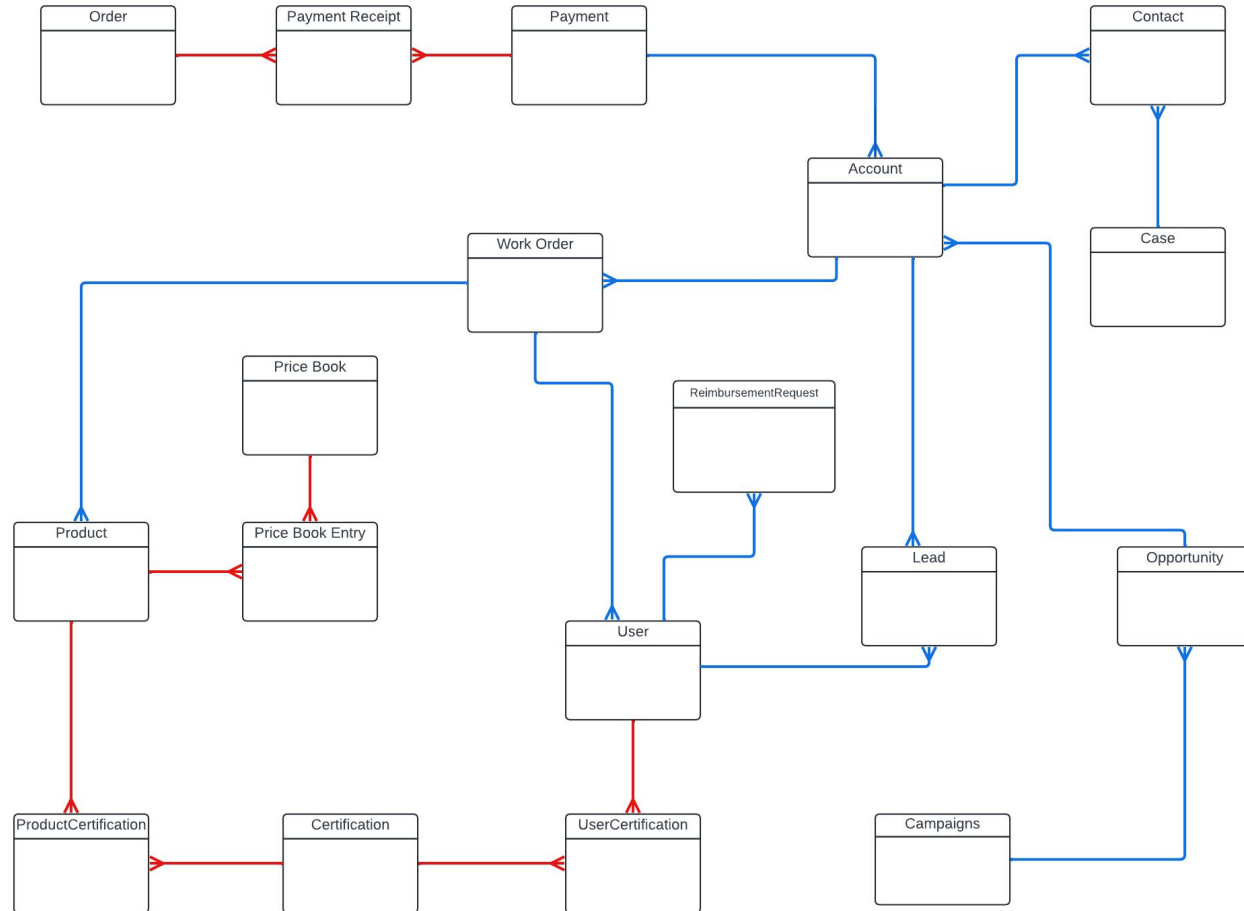 Order
Payment Receipt
Payment
Contact
Account
Work Order
Case
Price Book
ReimbursementRequest
Product
Price Book Entry
Lead
Opportunity
User
ProductCertification
Certification
UserCertification
Campaigns